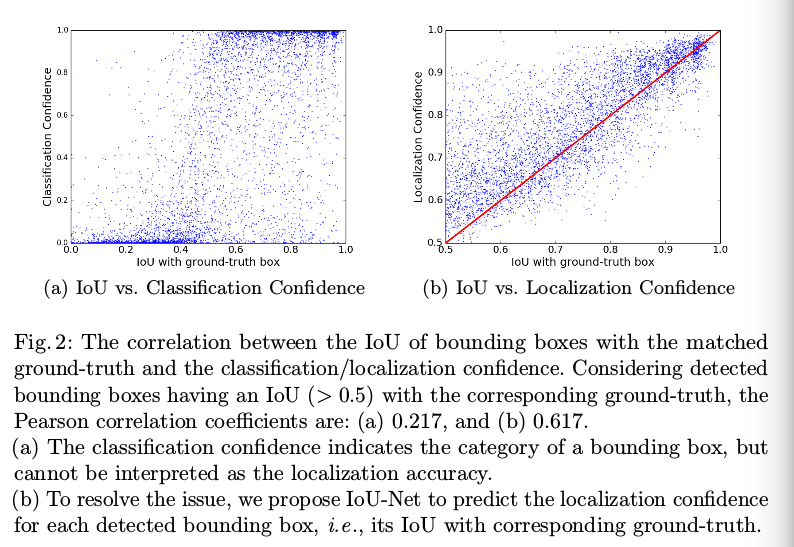 1.0
0.8
0.6
0.4
0.2
0.0
Classification Confidence
0.0 0.2 0.4 0.6 0.8 1.0
IoU with ground-truth box
(a) IoU vs. Classification Confidence
1.0
0.9
0.8
0.7
0.6
0.5
Localization Confidence
0.5 0.6 0.7 0.8 0.9 1.0
IoU with ground-truth box
(b) IoU vs. Localization Confidence
Fig. 2: The correlation between the IoU of bounding boxes with the matched
ground-truth and the classification/localization confidence. Considering detected
bounding boxes having an IoU (> 0.5) with the corresponding ground-truth, the
Pearson correlation coefficients are: (a) 0.217, and (b) 0.617.
(a) The classification confidence indicates the category of a bounding box, but
cannot be interpreted as the localization accuracy.
(b) To resolve the issue, we propose IoU-Net to predict the localization confidence
for each detected bounding box, i.e., its IoU with corresponding ground-truth.